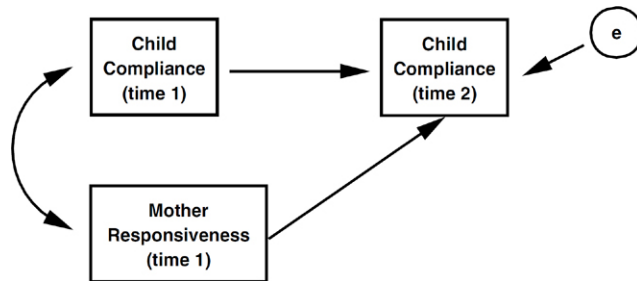 Child
Compliance
(time 1)
Child
Compliance
(time 2)
e
Mother
Responsiveness
(time 1)